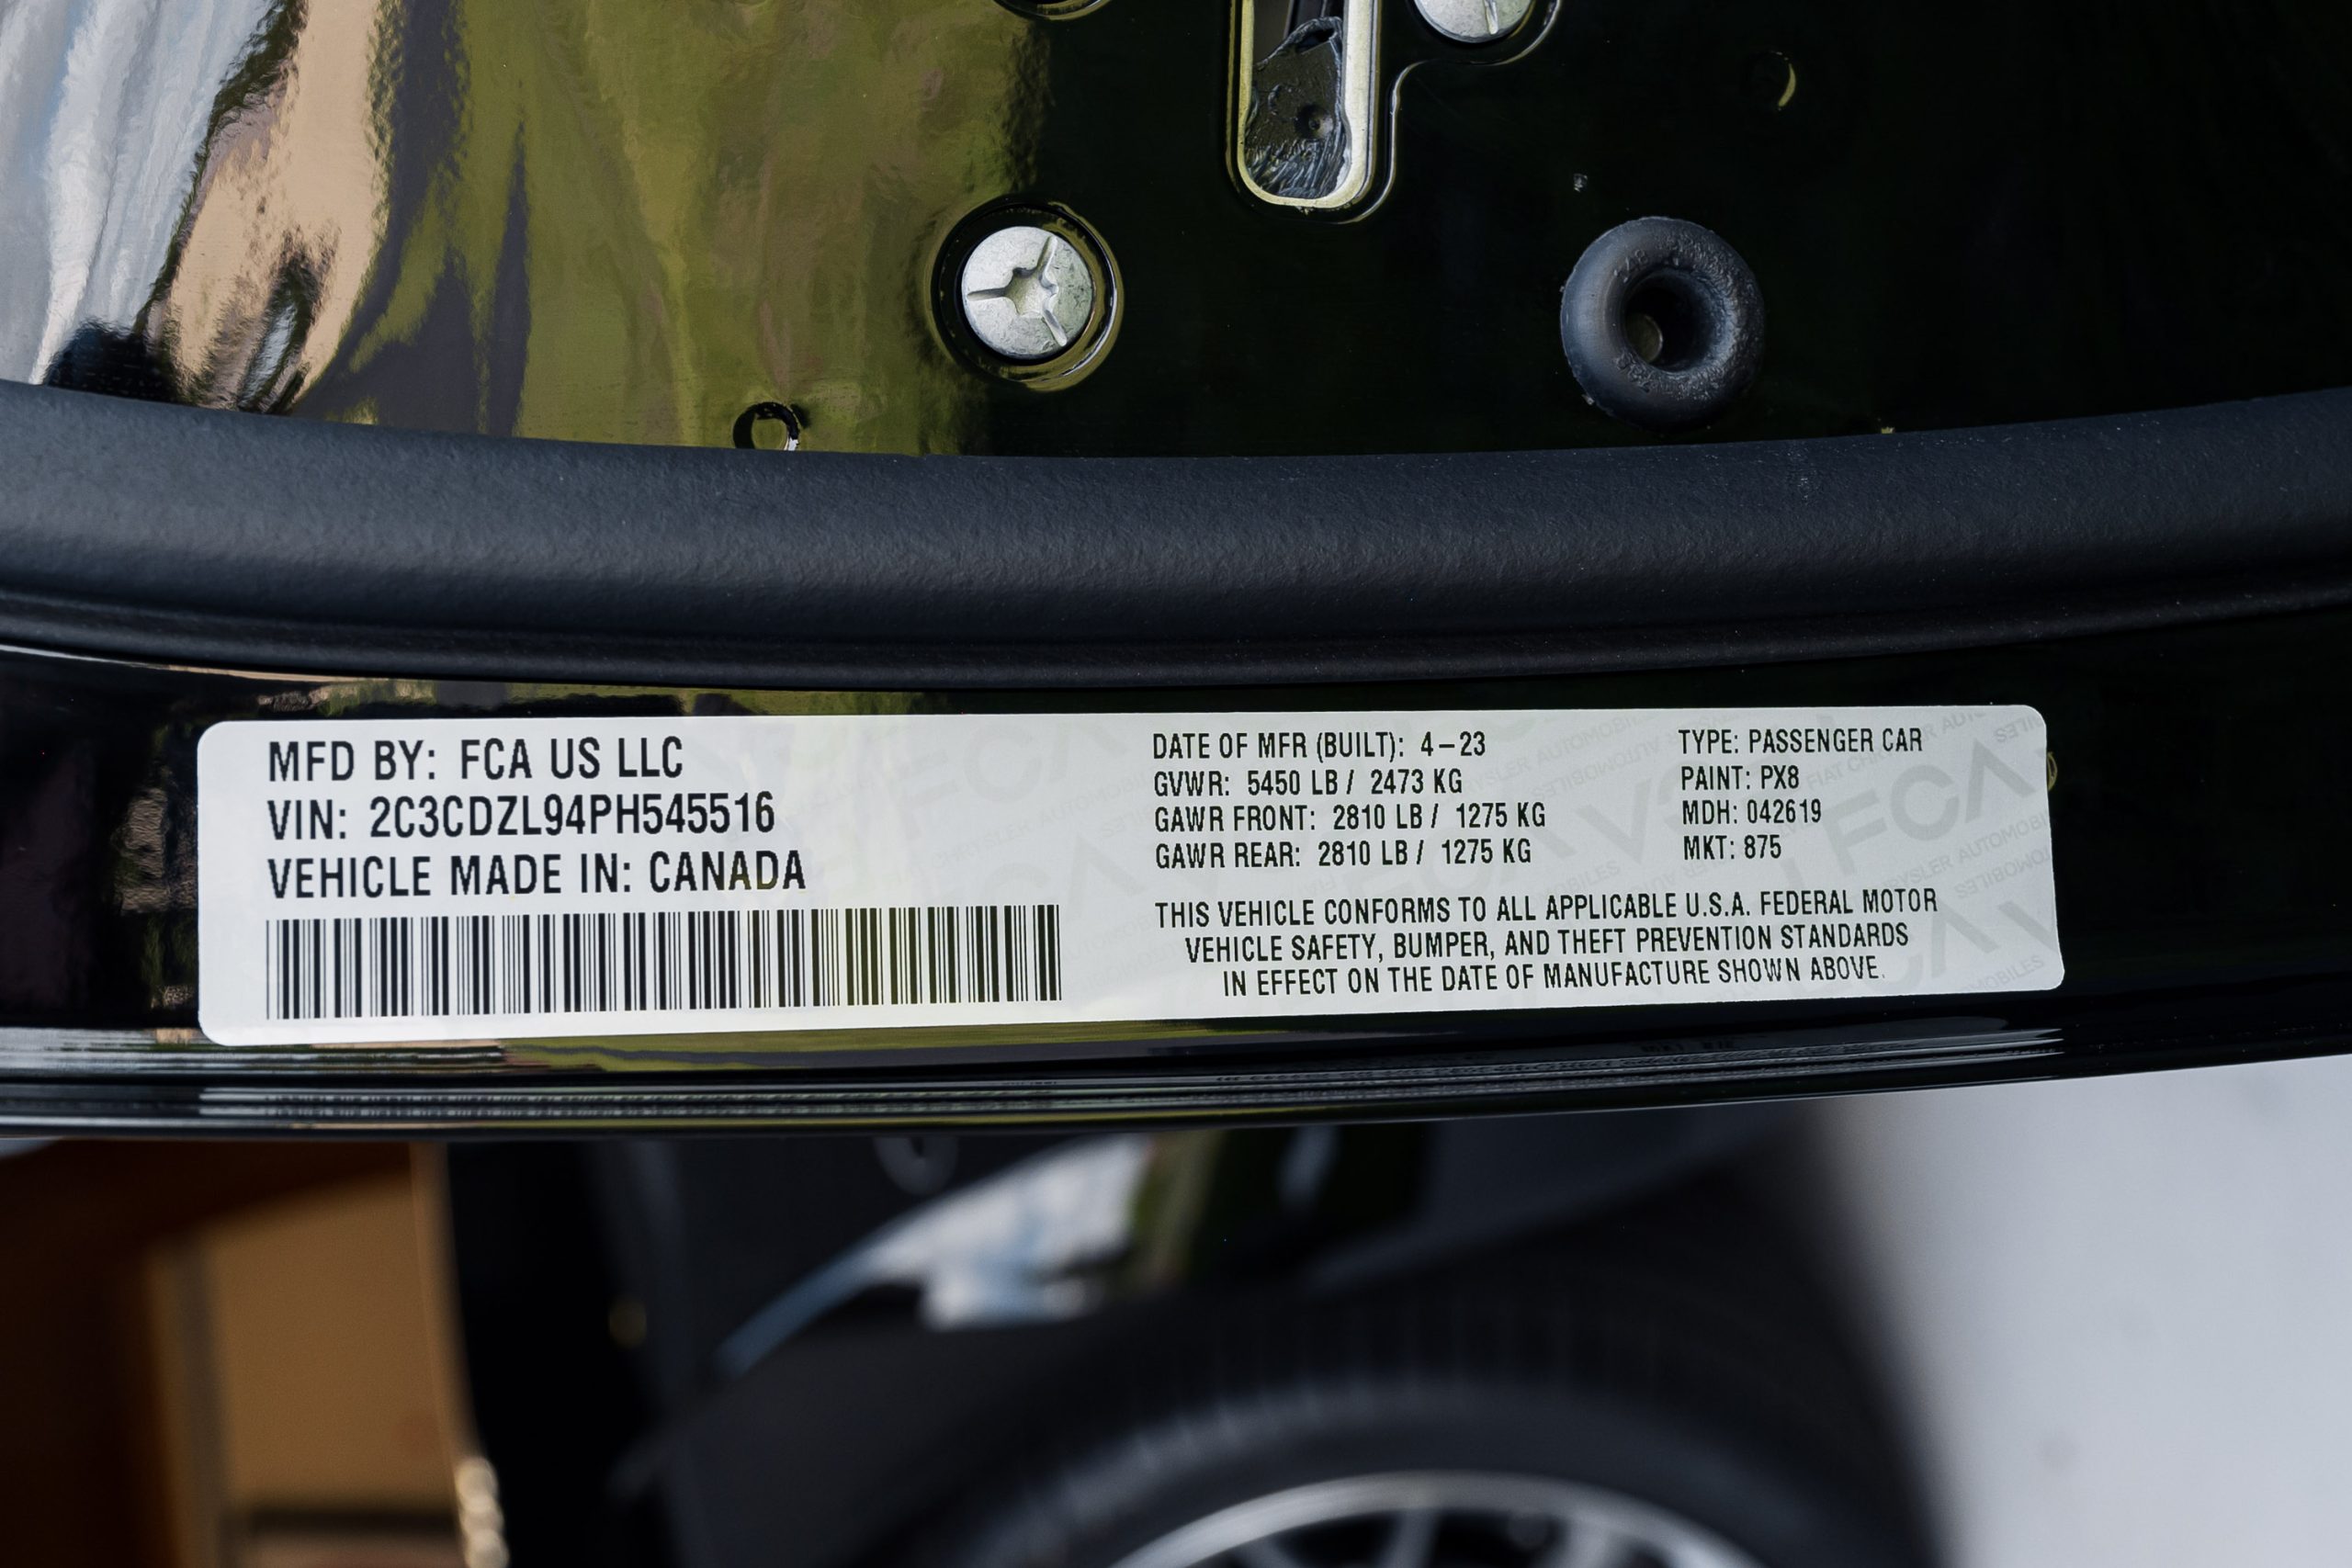 MFD BY: FCA US LLC
VIN: 2C3CDZL94PH545516
VEHICLE MADE IN: CANADA
DATE OF MFR (BUILT): 4-23
GVWR: 5450 LB / 2473 KG
GAWR FRONT: 2810 LB / 1275 KG
GAWR REAR: 2810 LB / 1275 KG
TYPE: PASSENGER CAR
PAINT: PX8
MDH: 042619
MKT: 875
THIS VEHICLE CONFORMS TO ALL APPLICABLE U.S.A. FEDERAL MOTOR
VEHICLE SAFETY, BUMPER, AND THEFT PREVENTION STANDARDS
IN EFFECT ON THE DATE OF MANUFACTURE SHOWN ABOVE.
FCA